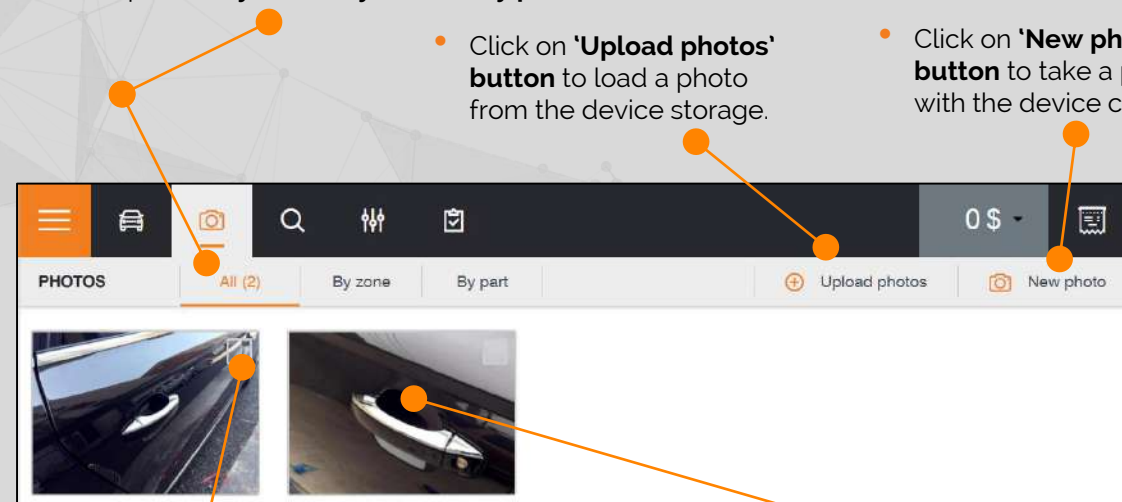 Click on ‘Upload photos’
button to load a photo
from the device storage.
Click on ‘New
button to take a
with the device
0 $
PHOTOS
All (2)
By zone
By part
Upload photos
New photo